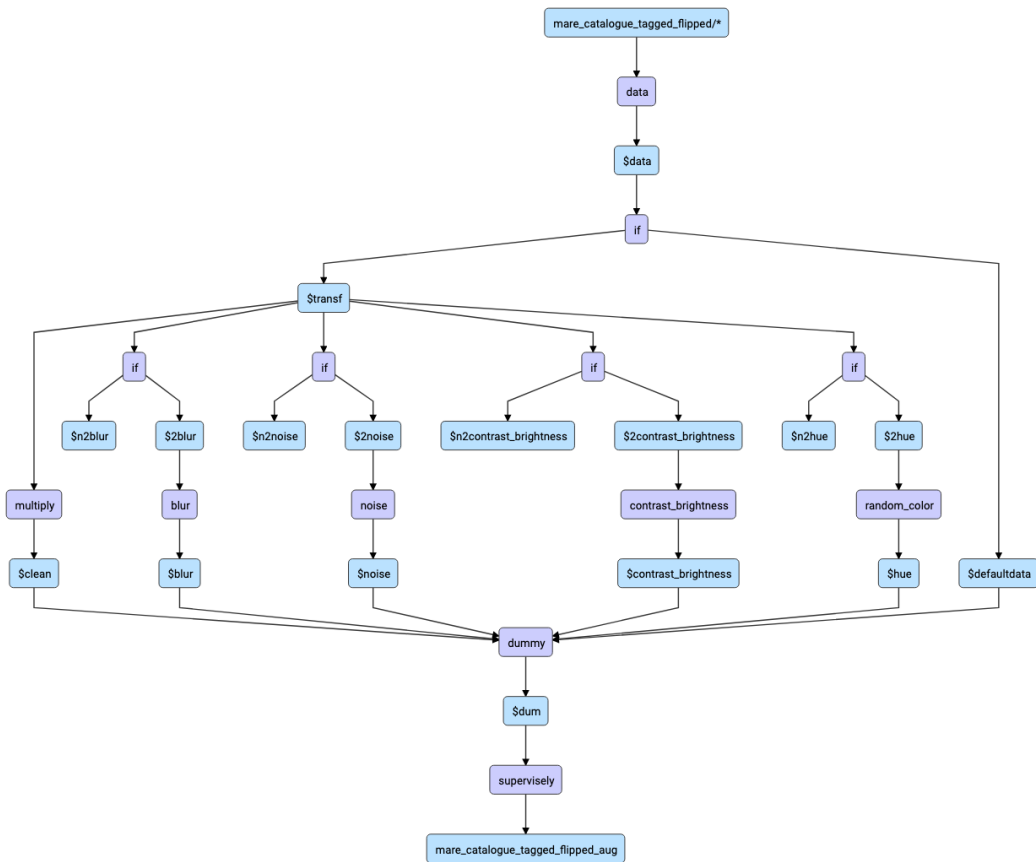 mare_catalogue_tagged_flipped/*
data
$data
if
$transf
if
if
if
if
$n2blur
$2blur
$n2noise
$2noise
$n2contrast_brightness
$2contrast_brightness
$n2hue
$2hue
multiply
blur
noise
contrast_brightness
random_color
$clean
$blur
$noise
$contrast_brightness
$hue
$defaultdata
dummy
$dum
supervisely
mare_catalogue_tagged_flipped_aug